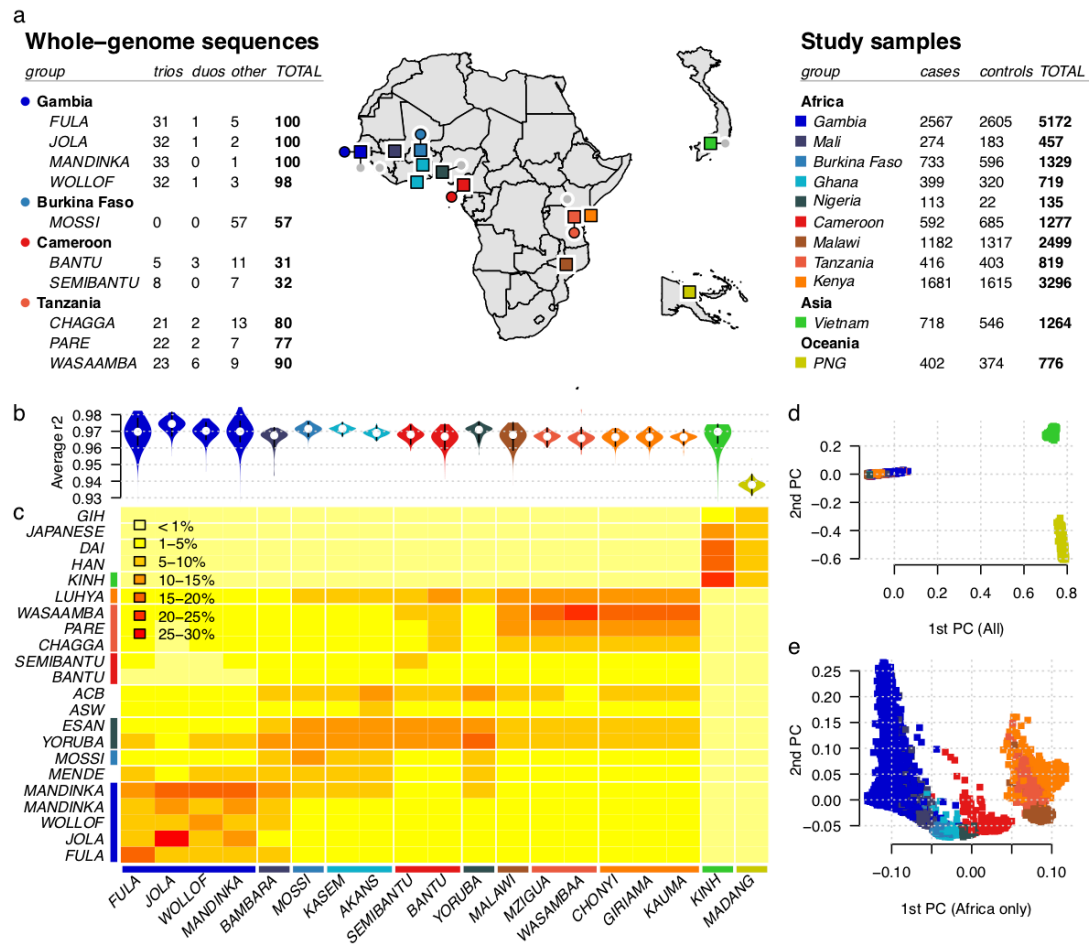 a
Whole–genome sequences
group trios duos other TOTAL
Gambia
FULA 31 1 5 100
JOLA 32 1 2 100
MANDINKA 33 0 1 100
WOLLOF 32 1 3 98
Burkina Faso
MOSSI 0 0 57 57
Cameroon
BANTU 5 3 11 31
SEMIBANTU 8 0 7 32
Tanzania
CHAGGA 21 2 13 80
PARE 22 2 7 77
WASAAMBA 23 6 9 90
Study samples
group cases controls TOTAL
Africa
Gambia 2567 2605 5172
Mali 274 183 457
Burkina Faso 733 596 1329
Ghana 399 320 719
Nigeria 113 22 135
Cameroon 592 685 1277
Malawi 1182 1317 2499
Tanzania 416 403 819
Kenya 1681 1615 3296
Asia
Vietnam 718 546 1264
Oceania
PNG 402 374 776
b
Average r2
0.98
0.97
0.96
0.95
0.94
0.93
c
GIH
JAPANESE
DAI
HAN
KINH
LUHYA
WASAAMBA
PARE
CHAGGA
SEMIBANTU
BANTU
ACB
ASW
ESAN
YORUBA
MOSSI
MENDE
MANDINKA
MANDINKA
WOLLOF
JOLA
FULA
< 1%
1–5%
5–10%
10–15%
15–20%
20–25%
25–30%
FULA JOLA WOLLOF MANDINKA BAMBARA MOSSI KASEM AKANS SEMIBANTU BANTU YORUBA MALAWI MZIGUA WASAMBAA CHONYI GIRIAMA KAUMA KINH MADANG
d
2nd PC
0.2
0.0
−0.2
−0.4
−0.6
0.0 0.2 0.4 0.6 0.8
1st PC (All)
e
2nd PC
0.25
0.20
0.15
0.10
0.05
0.00
−0.05
−0.10 0.00 0.10
1st PC (Africa only)